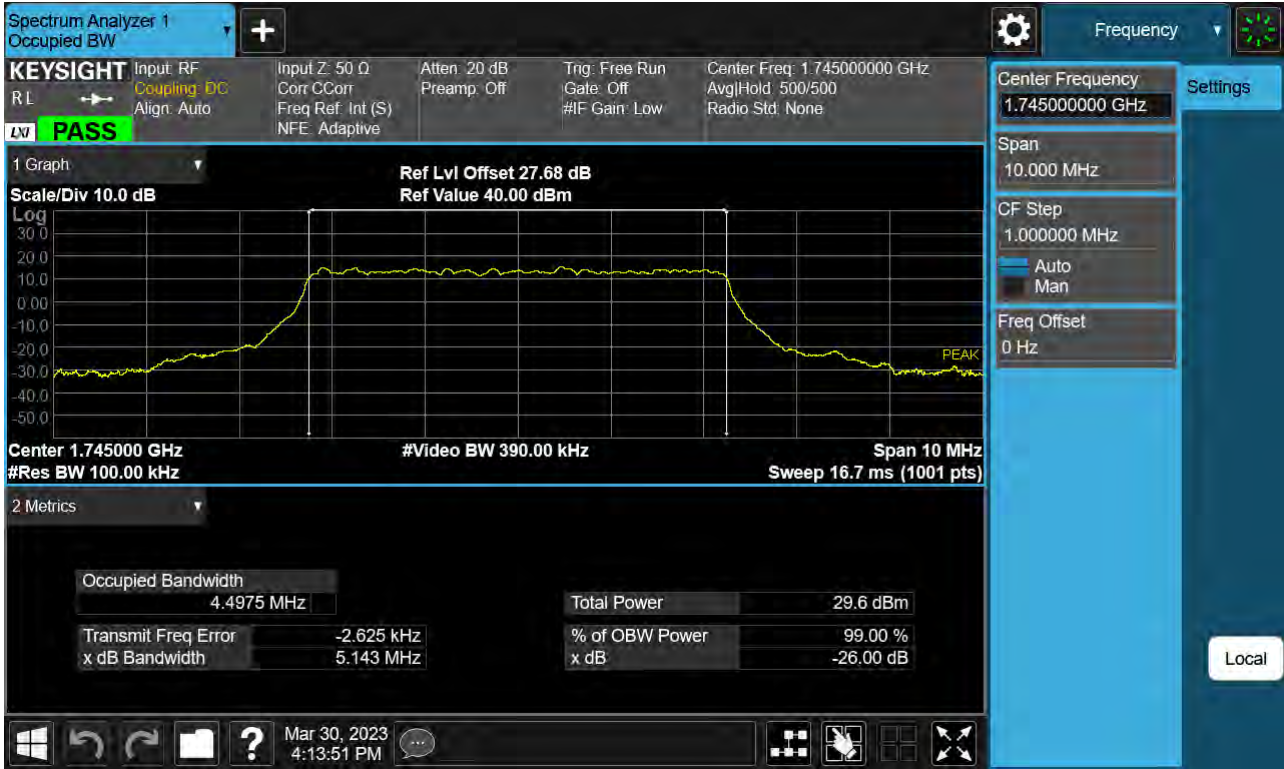 Spectrum Analyzer 1
Occupied BW
Frequency
KEYSIGHT
RL
LXI
PASS
Input: RF
Coupling: DC
Align: Auto
Input Z: 50 Ω
Corr CCorr
Freq Ref: Int (S)
NFE: Adaptive
Atten: 20 dB
Preamp: Off
Trig: Free Run
Gate: Off
#IF Gain: Low
Center Freq: 1.745000000 GHz
Avg|Hold: 500/500
Radio Std: None
1 Graph
Scale/Div 10.0 dB
Ref Lvl Offset 27.68 dB
Ref Value 40.00 dBm
Log
30.0
20.0
10.0
0.00
-10.0
-20.0
-30.0
-40.0
-50.0
PEAK
Center 1.745000 GHz
#Video BW 390.00 kHz
Span 10 MHz
#Res BW 100.00 kHz
Sweep 16.7 ms (1001 pts)
2 Metrics
Occupied Bandwidth
4.4975 MHz
Total Power 29.6 dBm
Transmit Freq Error -2.625 kHz
% of OBW Power 99.00 %
x dB Bandwidth 5.143 MHz
x dB -26.00 dB
Center Frequency
1.745000000 GHz
Settings
Span
10.000 MHz
CF Step
1.000000 MHz
Auto
Man
Freq Offset
0 Hz
Local
?
Mar 30, 2023
4:13:51 PM